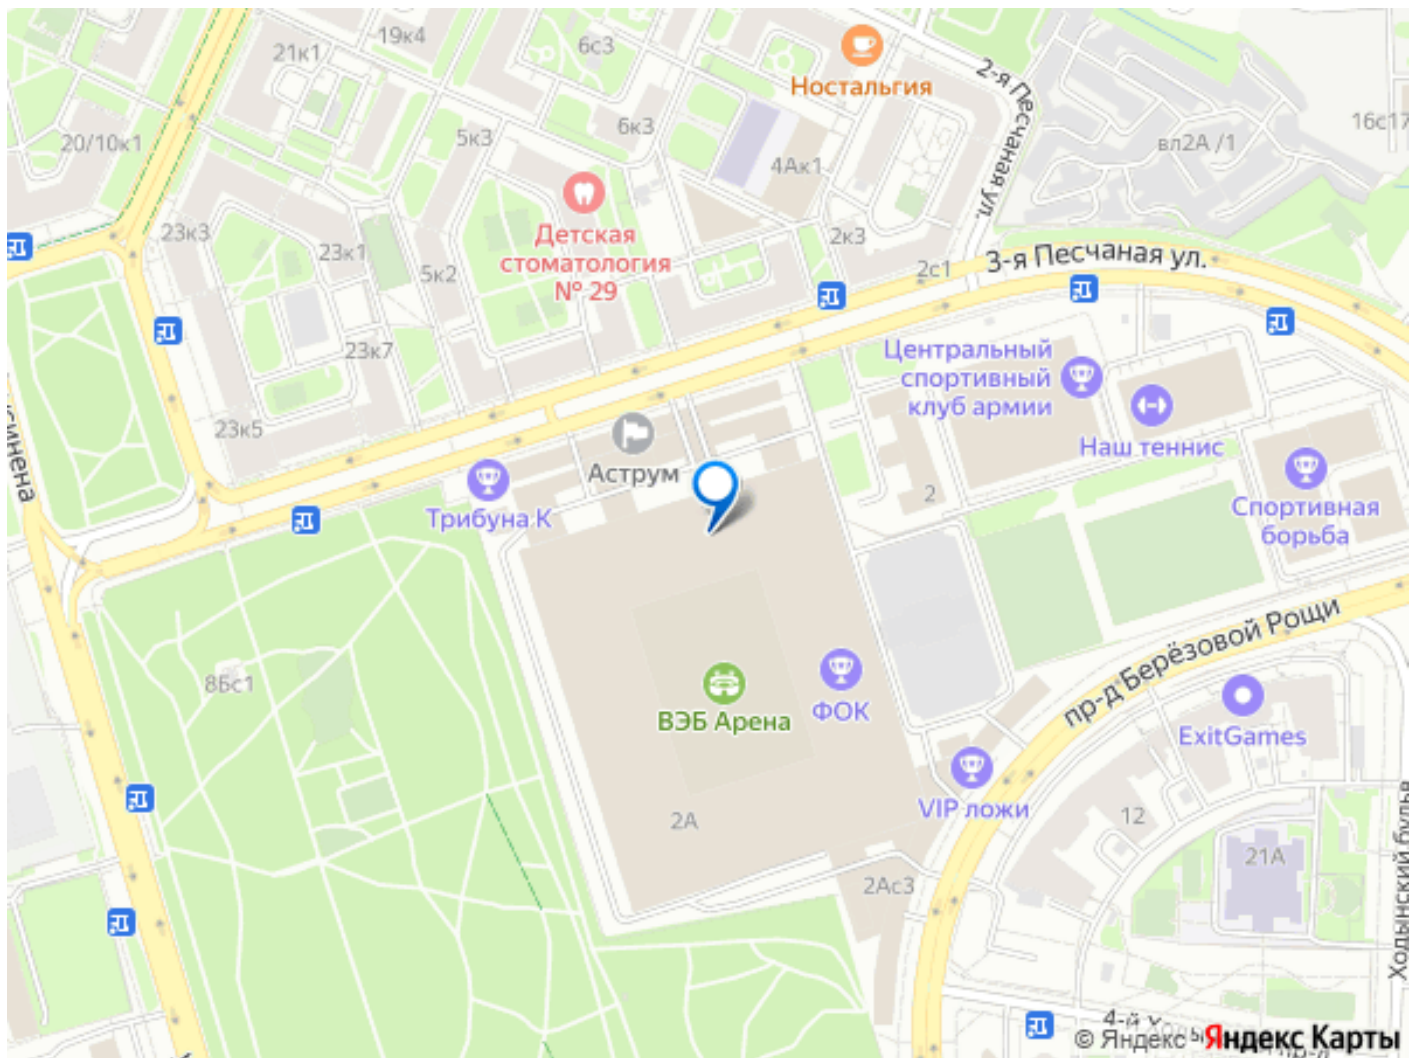 19к4
21к1
6с3
Ностальгия
2-я Песчаная ул.
16с17
20/10к1
5к3
6к3
вл2А /1
4Ак1
Детская
стоматология
№ 29
23к3
23к1
5к2
2к3
2с1
3-я Песчаная ул.
23к7
Центральный
спортивный
клуб армии
Наш теннис
23к5
Аструм
Трибуна К
2
Спортивная
борьба
пр-д Берёзовой Рощи
8Бс1
ВЭБ Арена
ФОК
ExitGames
VIP ложи
2А
12
21А
2Ас3
Ходынский
4-й
© Яндекс
Яндекс Карты